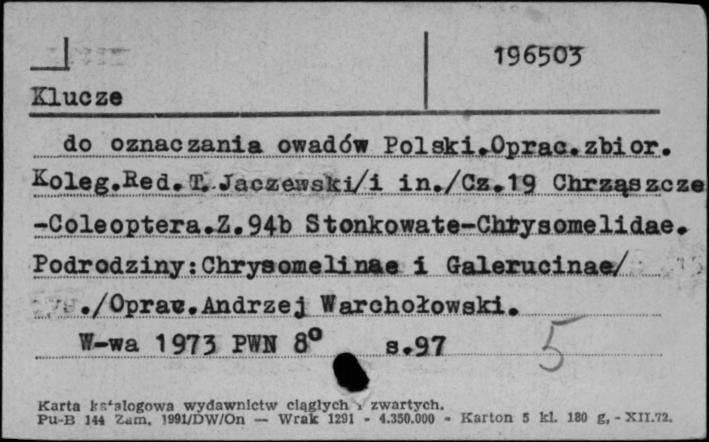 196503
Klucze
do oznaczania owadów Polski.Oprac.zbior.
Koleg.Red.T.Jaczewski/i in./Cz.19 Chrząszcze
-Coleoptera.Z.94b Stonkowate-Chrysomelidae.
Podrodziny:Chrysomelinae i Galerucinae/
./Oprac.Andrzej Warchołowski.
W-wa 1973 PWN 8° s.97
5
Karta katalogowa wydawnictw ciągłych i zwartych.
Pu-B 144 Zam. 1991/DW/On — Wrak 1291 - 4.350.000 - Karton 5 kl. 180 g, - XII.72.